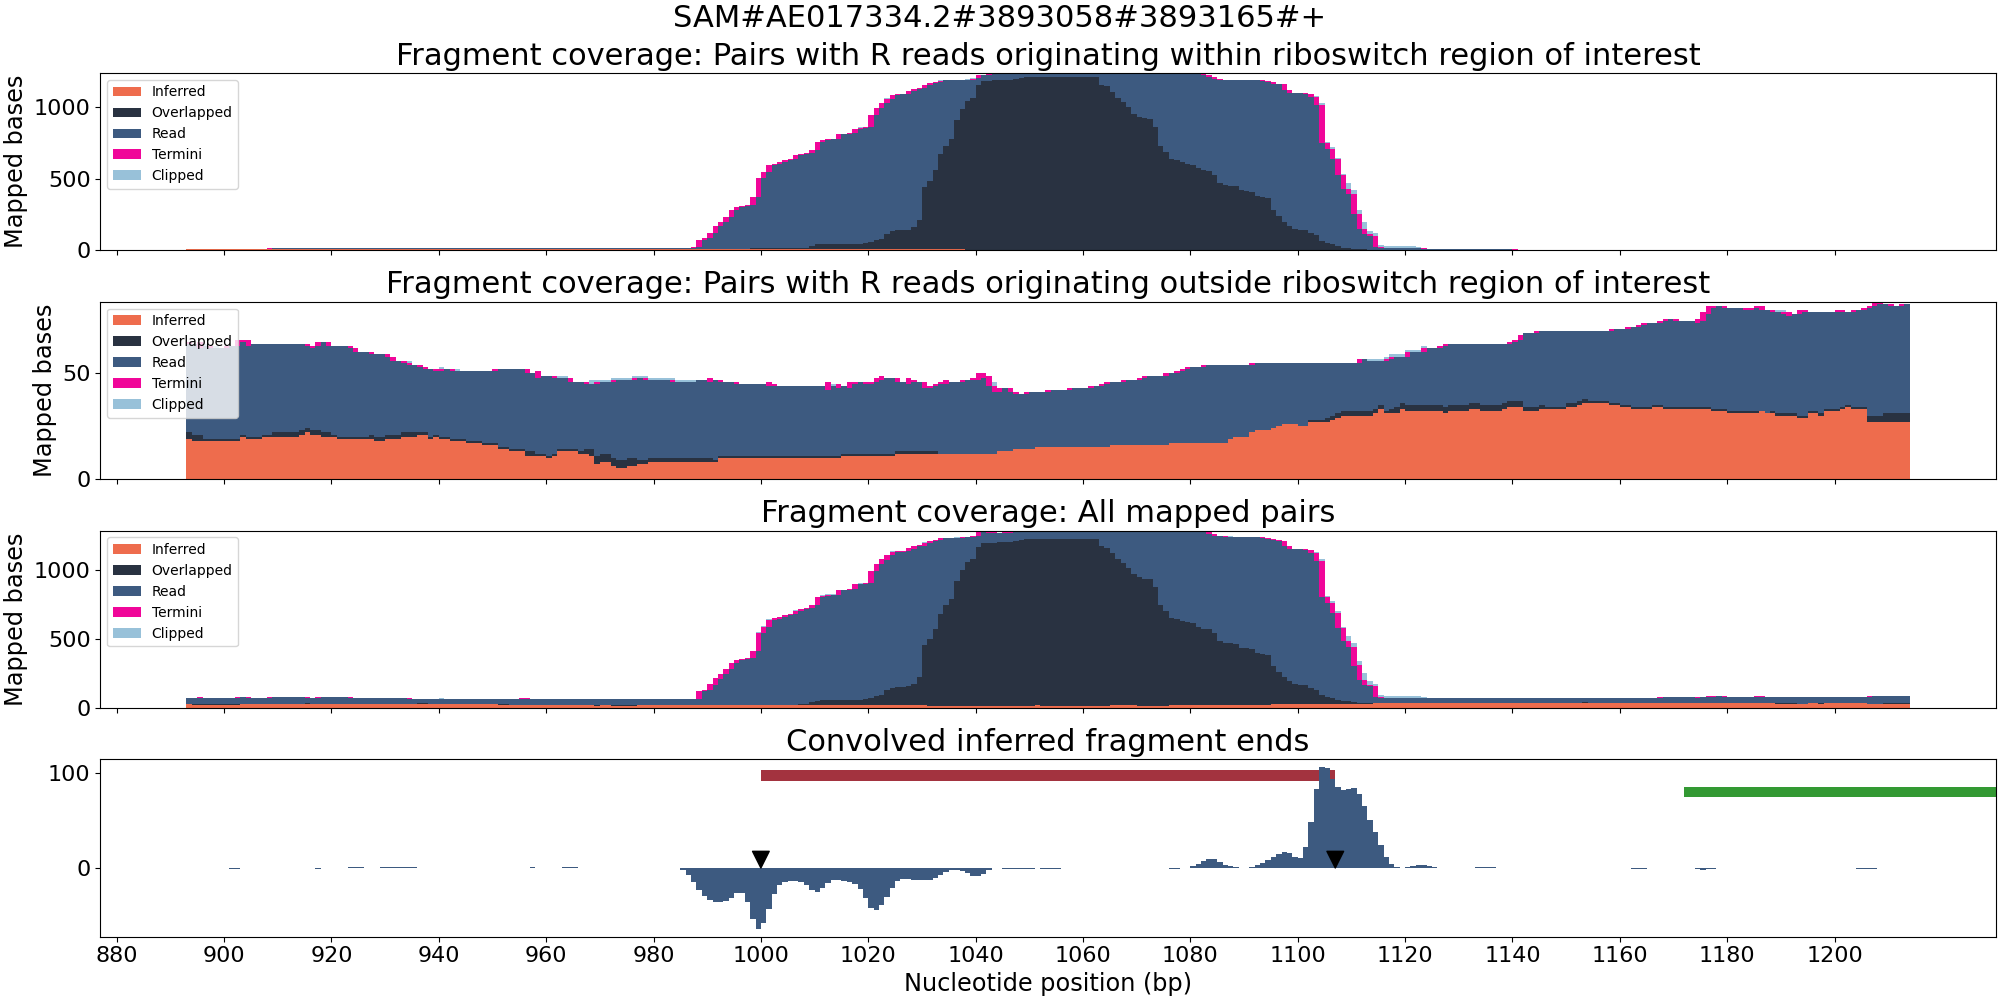 SAM#AE017334.2#3893058#3893165#+
Fragment coverage: Pairs with R reads originating within riboswitch region of interest
Mapped bases
1000
500
0
Inferred
Overlapped
Read
Termini
Clipped
Fragment coverage: Pairs with R reads originating outside riboswitch region of interest
Mapped bases
50
0
Inferred
Overlapped
Read
Termini
Clipped
Fragment coverage: All mapped pairs
Mapped bases
1000
500
0
Inferred
Overlapped
Read
Termini
Clipped
Convolved inferred fragment ends
100
0
880 900 920 940 960 980 1000 1020 1040 1060 1080 1100 1120 1140 1160 1180 1200
Nucleotide position (bp)